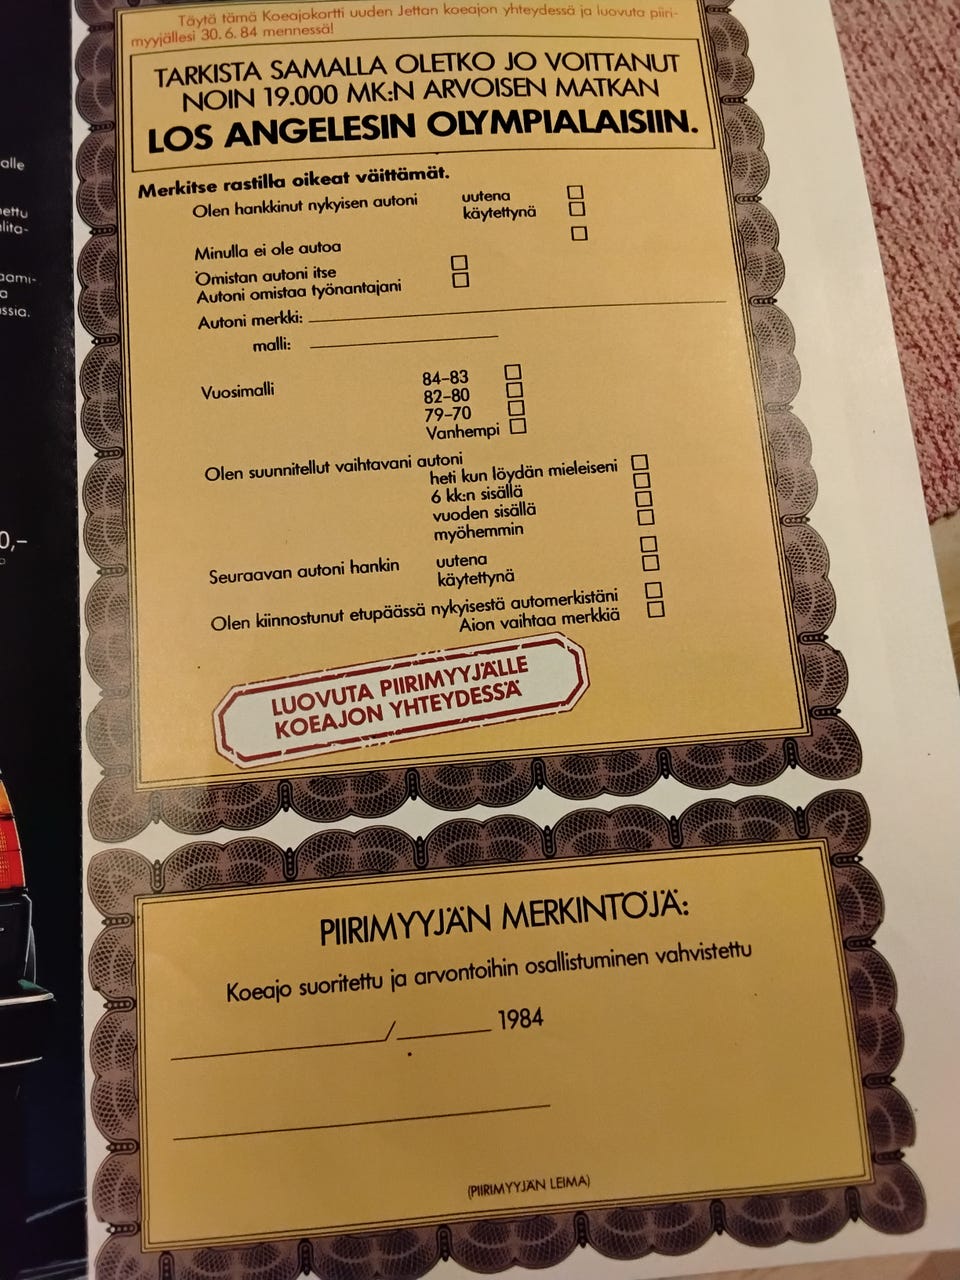 Täytä tämä Koeajokortti uuden Jettan koeajon yhteydessä ja luovuta piiri-
myyjällesi 30.6.84 mennessä!
TARKISTA SAMALLA OLETKO JO VOITTANUT
NOIN 19.000 MK:N ARVOISEN MATKAN
LOS ANGELESIN OLYMPIALAISIIN.
Merkitse rastilla oikeat väittämät.
Olen hankkinut nykyisen autoni uutena
käytettynä
Minulla ei ole autoa
Omistan autoni itse
Autoni omistaa työnantajani
Autoni merkki:
malli:
Vuosimalli 84–83
82–80
79–70
Vanhempi
Olen suunnitellut vaihtavani autoni
heti kun löydän mieleiseni
6 kk:n sisällä
vuoden sisällä
myöhemmin
Seuraavan autoni hankin uutena
käytettynä
Olen kiinnostunut etupäässä nykyisestä automerkistäni
Aion vaihtaa merkkiä
LUOVUTA PIIRIMYYJÄLLE
KOEAJON YHTEYDESSÄ
PIIRIMYYJÄN MERKINTÖJÄ:
Koeajo suoritettu ja arvontoihin osallistuminen vahvistettu
/ 1984
(PIIRIMYYJÄN LEIMA)
alle
0,–